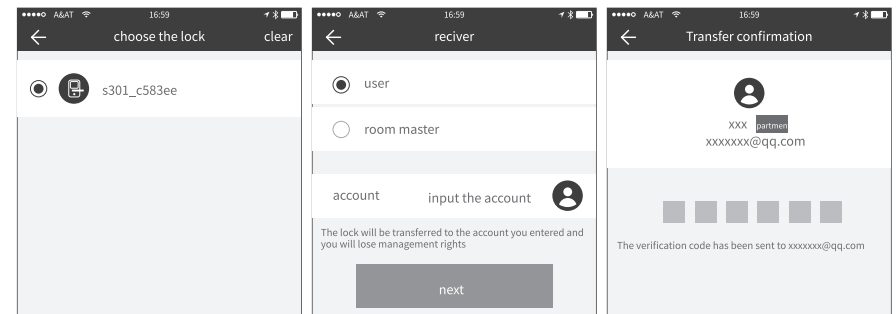 A&AT 16:59
choose the lock clear
s301_c583ee
A&AT 16:59
reciver
user
room master
account input the account
The lock will be transferred to the account you entered and
you will lose management rights
next
A&AT 16:59
Transfer confirmation
xxx partmen
xxxxxxx@qq.com
The verification code has been sent to xxxxxxx@qq.com